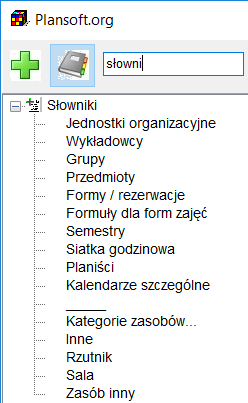 Plansoft.org
słowni
Słowniki
Jednostki organizacyjne
Wykładowcy
Grupy
Przedmioty
Formy / rezerwacje
Formuły dla form zajęć
Semestry
Siatka godzinowa
Planiści
Kalendarze szczególne
_____
Kategorie zasobów...
Inne
Rzutnik
Sala
Zasób inny